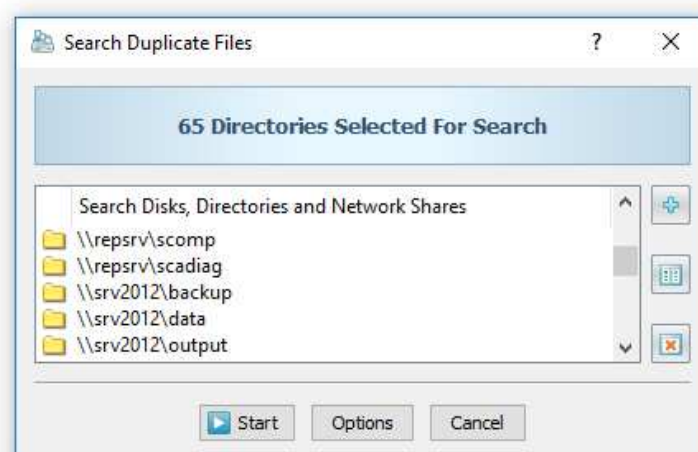 Search Duplicate Files ?
65 Directories Selected For Search
Search Disks, Directories and Network Shares
\\repsrv\scomp
\\repsrv\scadiag
\\srv2012\backup
\\srv2012\data
\\srv2012\output
Start Options Cancel